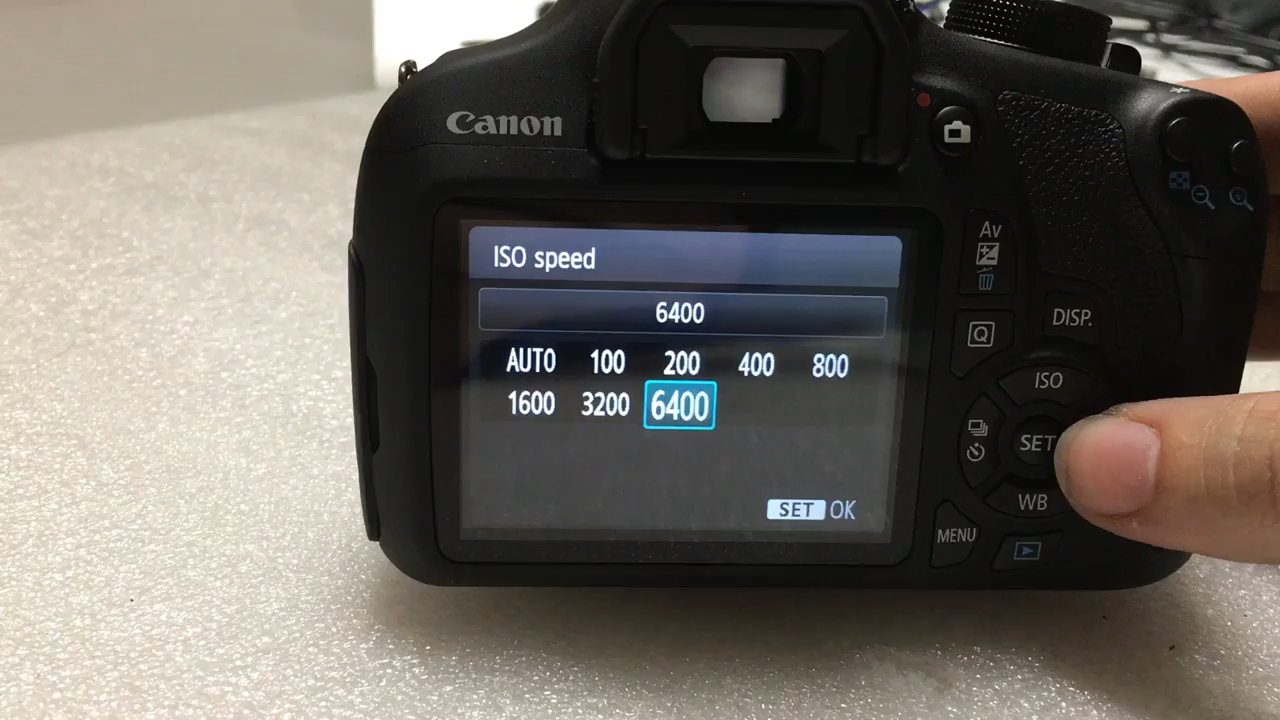 Canon
ISO speed
6400
AUTO 100 200 400 800
1600 3200 6400
SET OK
Av
Q
DISP.
ISO
SET
WB
MENU